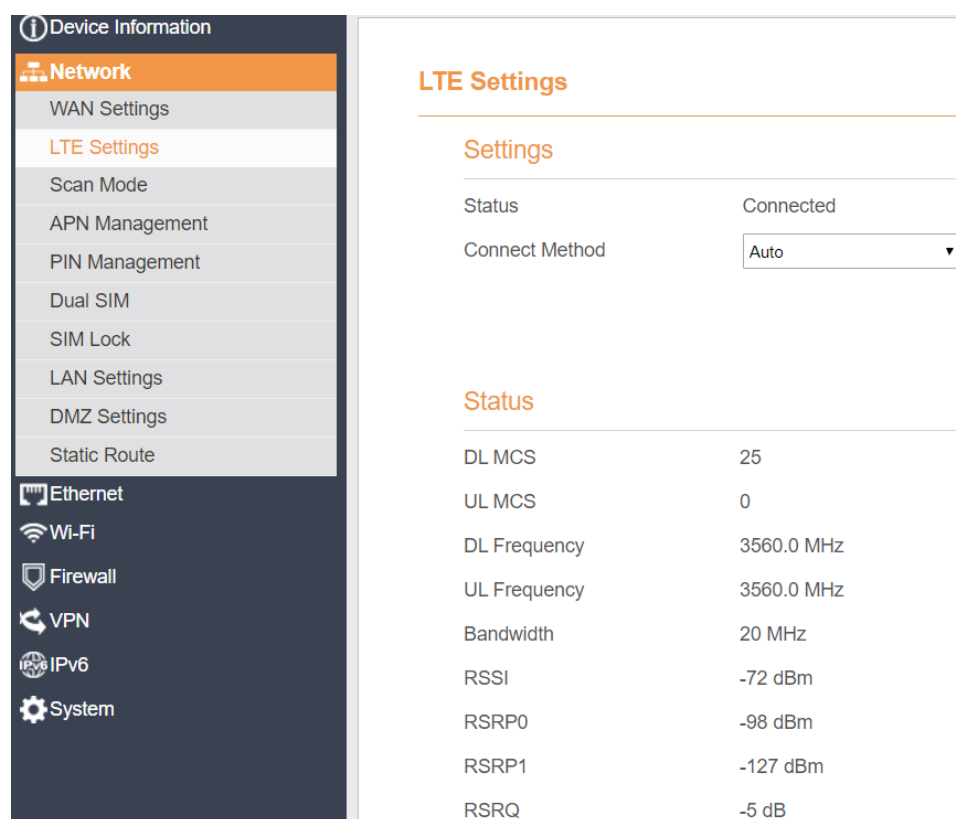 Device Information
Network
WAN Settings
LTE Settings
Scan Mode
APN Management
PIN Management
Dual SIM
SIM Lock
LAN Settings
DMZ Settings
Static Route
Ethernet
Wi-Fi
Firewall
VPN
IPv6
System
LTE Settings
Settings
Status Connected
Connect Method Auto
Status
DL MCS 25
UL MCS 0
DL Frequency 3560.0 MHz
UL Frequency 3560.0 MHz
Bandwidth 20 MHz
RSSI -72 dBm
RSRP0 -98 dBm
RSRP1 -127 dBm
RSRQ -5 dB